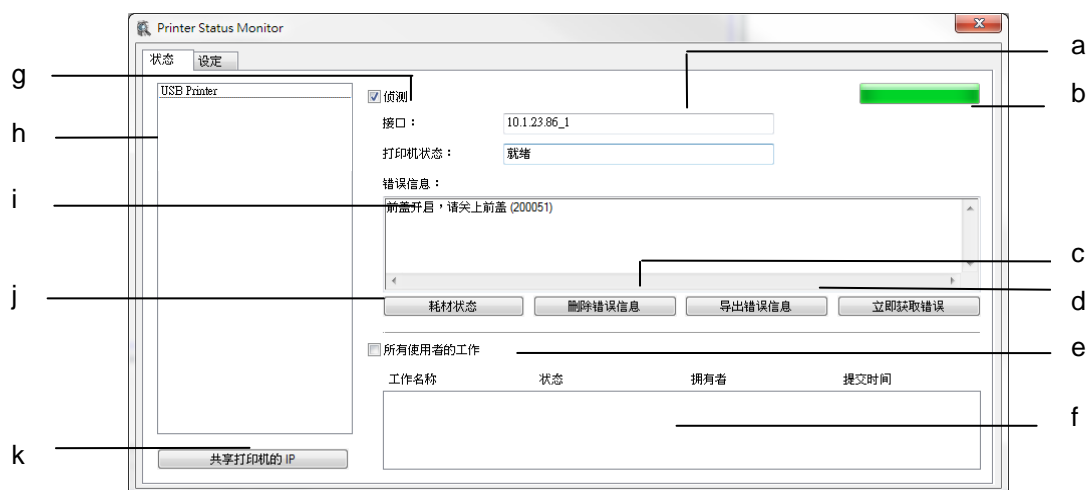 Printer Status Monitor
状态 设定
a
g
b
USB Printer
侦测
接口：
10.1.23.86_1
h
打印机状态：
就绪
错误信息：
i
前盖开启，请关上前盖 (200051)
c
j
d
耗材状态 删除错误信息 导出错误信息 立即获取错误
e
所有使用者的工作
工作名称 状态 拥有者 提交时间
f
k
共享打印机的 IP